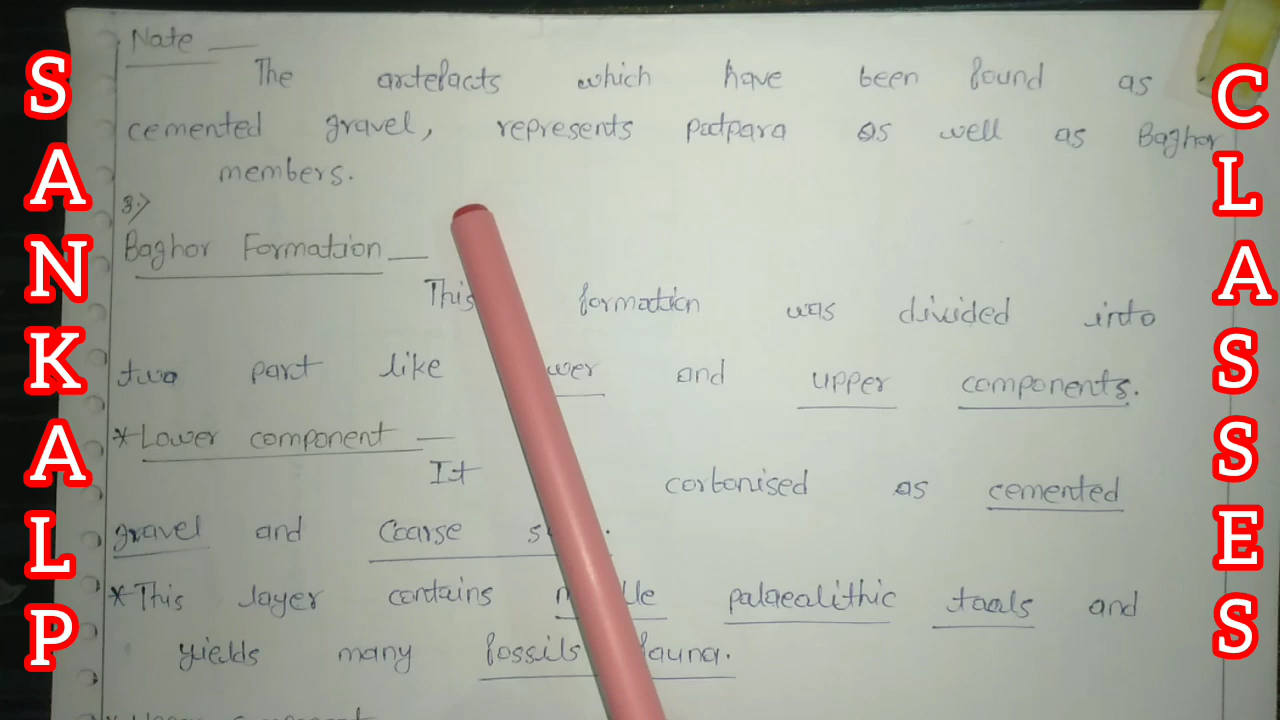 SANKALP
CLASSES
Note —
The artefacts which have been found as
cemented gravel, represents patpara as well as Baghor
members.
3.>
Baghor Formation —
This formation was divided into
two part like and upper components.
*Lower component —
It as cemented
gravel and Coarse
*This layer contains palaeolithic tools and
yields many fossils fauna.